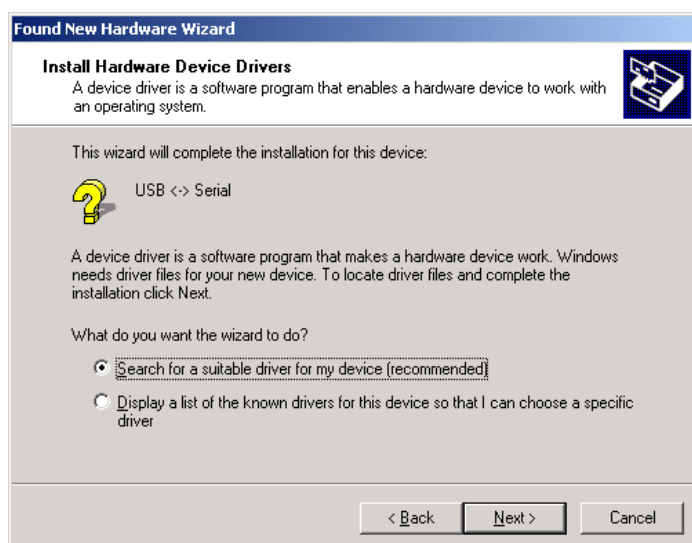 Found New Hardware Wizard
Install Hardware Device Drivers
A device driver is a software program that enables a hardware device to work with
an operating system.
This wizard will complete the installation for this device:
USB <-> Serial
A device driver is a software program that makes a hardware device work. Windows
needs driver files for your new device. To locate driver files and complete the
installation click Next.
What do you want the wizard to do?
Search for a suitable driver for my device (recommended)
Display a list of the known drivers for this device so that I can choose a specific
driver
< Back Next > Cancel